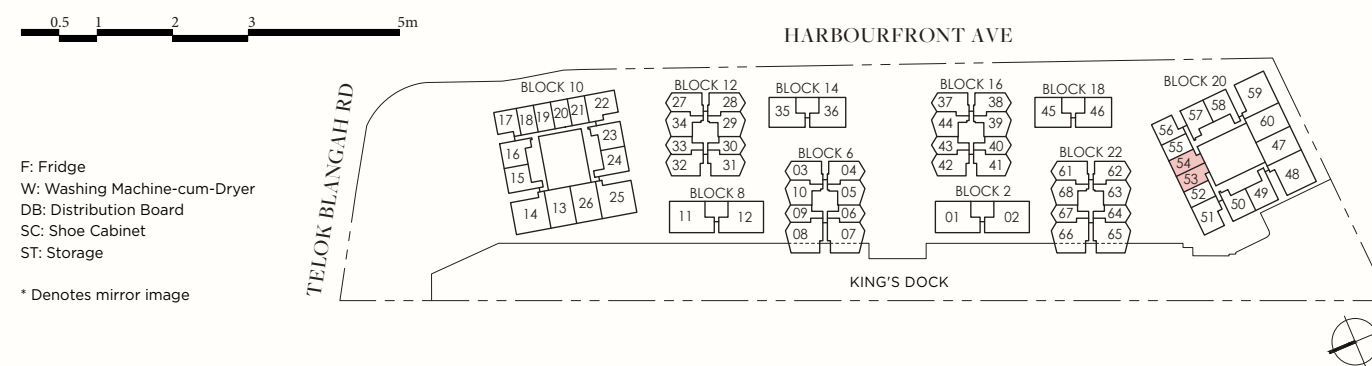 0.5 1 2 3 5m
HARBOURFRONT AVE
TELOK BLANGAH RD
F: Fridge
W: Washing Machine-cum-Dryer
DB: Distribution Board
SC: Shoe Cabinet
ST: Storage
* Denotes mirror image
BLOCK 10
17 18 19 20 21 22
16 23
15 24
14 13 26 25
BLOCK 12
27 28
34 29
33 30
32 31
BLOCK 14
35 36
BLOCK 6
03 04
10 05
09 06
08 07
BLOCK 8
11 12
BLOCK 16
37 38
44 39
43 40
42 41
BLOCK 18
45 46
BLOCK 2
01 02
BLOCK 22
61 62
68 63
67 64
66 65
BLOCK 20
59
58
57 60
56
55 47
54
53 48
52 49
51 50
KING'S DOCK